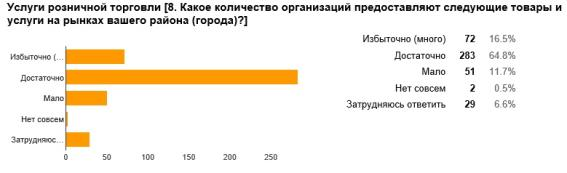 Услуги розничной торговли [8. Какое количество организаций предоставляют следующие товары и
услуги на рынках вашего района (города)?]
Избыточно (...
Достаточно
Мало
Нет совсем
Затрудняюс...
0 50 100 150 200 250
Избыточно (много) 72 16.5%
Достаточно 283 64.8%
Мало 51 11.7%
Нет совсем 2 0.5%
Затрудняюсь ответить 29 6.6%